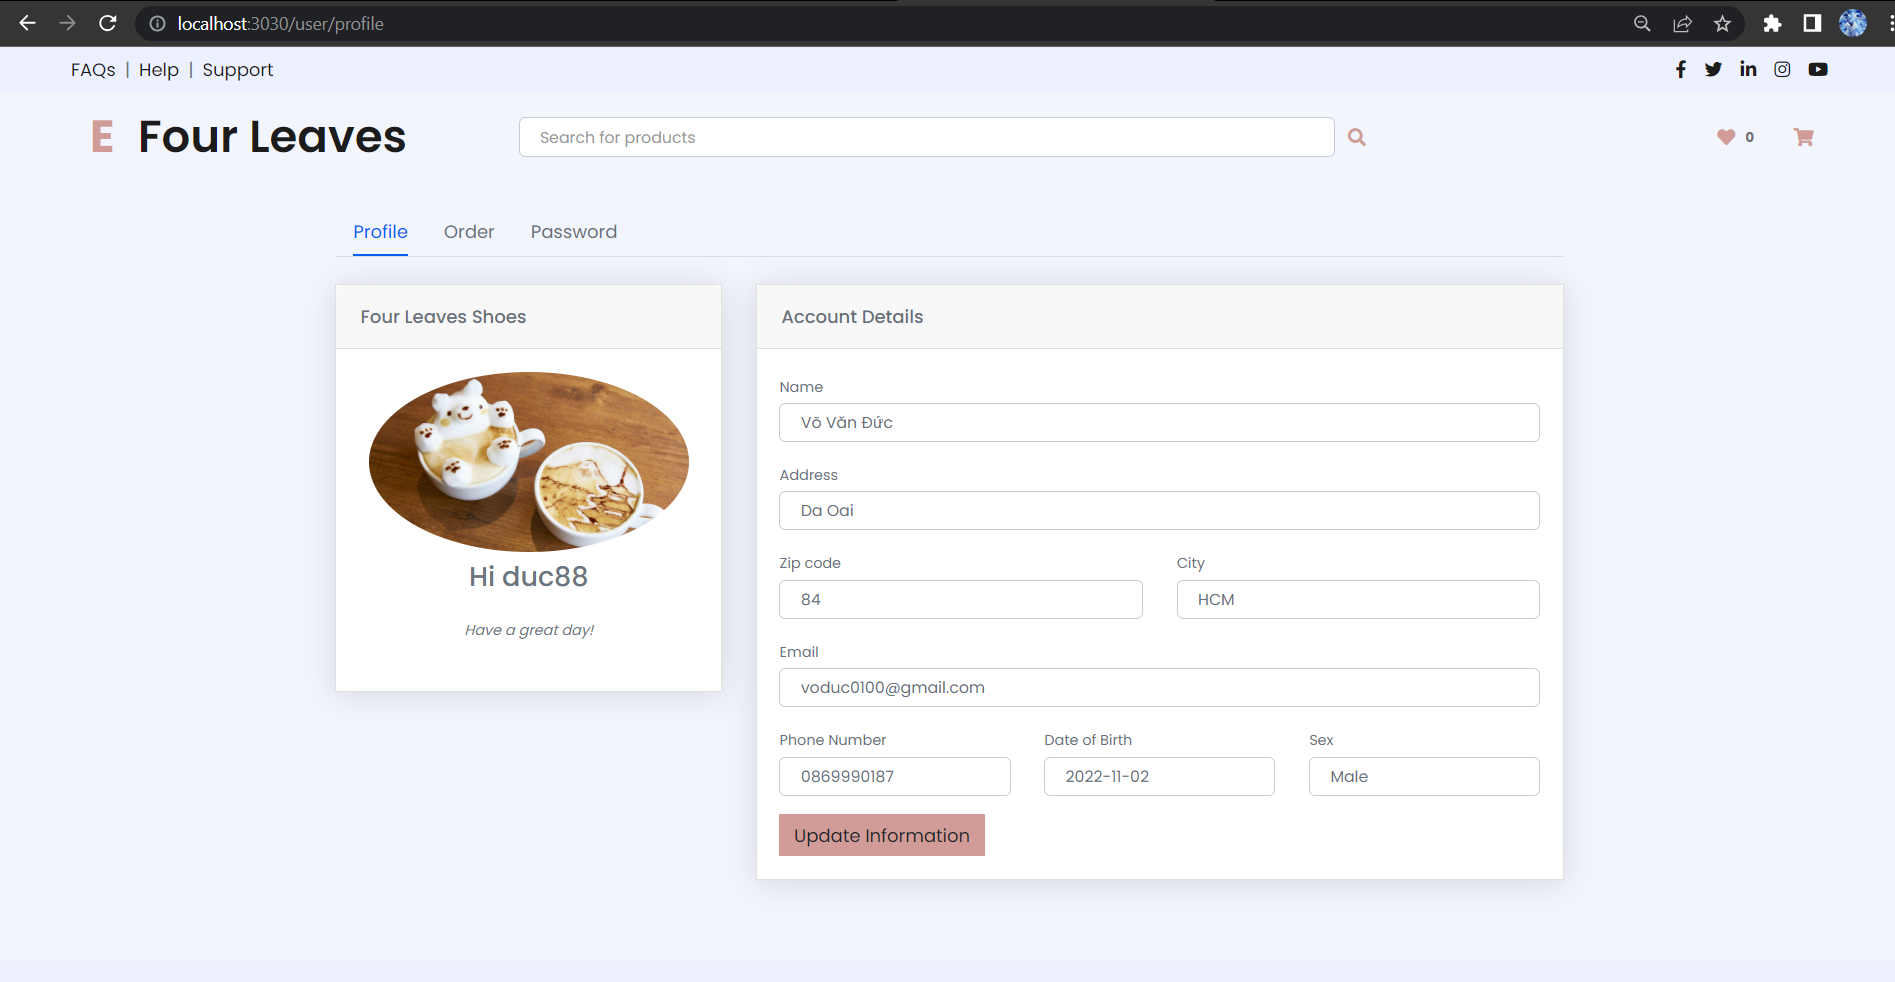 localhost:3030/user/profile
FAQs | Help | Support
E Four Leaves
Search for products
0
Profile Order Password
Four Leaves Shoes
Hi duc88
Have a great day!
Account Details
Name
Võ Văn Đức
Address
Da Oai
Zip code City
84 HCM
Email
voduc0100@gmail.com
Phone Number Date of Birth Sex
0869990187 2022-11-02 Male
Update Information